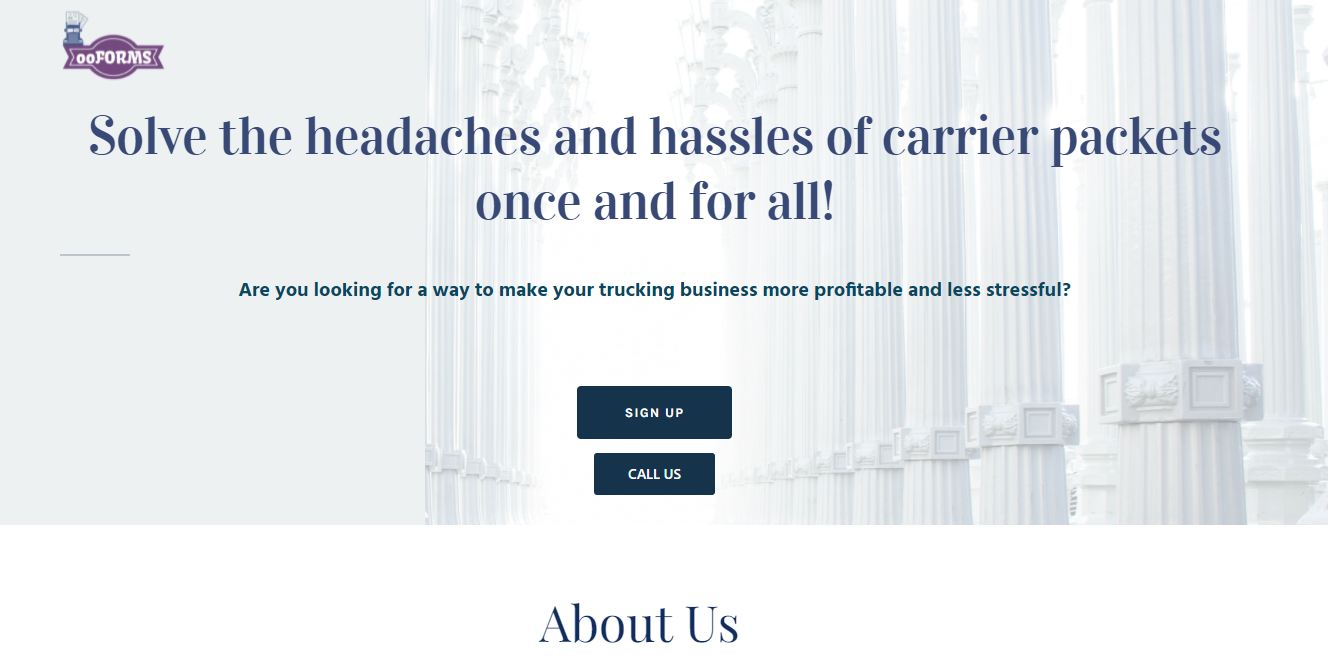 ooFORMS
Solve the headaches and hassles of carrier packets
once and for all!
Are you looking for a way to make your trucking business more profitable and less stressful?
SIGN UP
CALL US
About Us